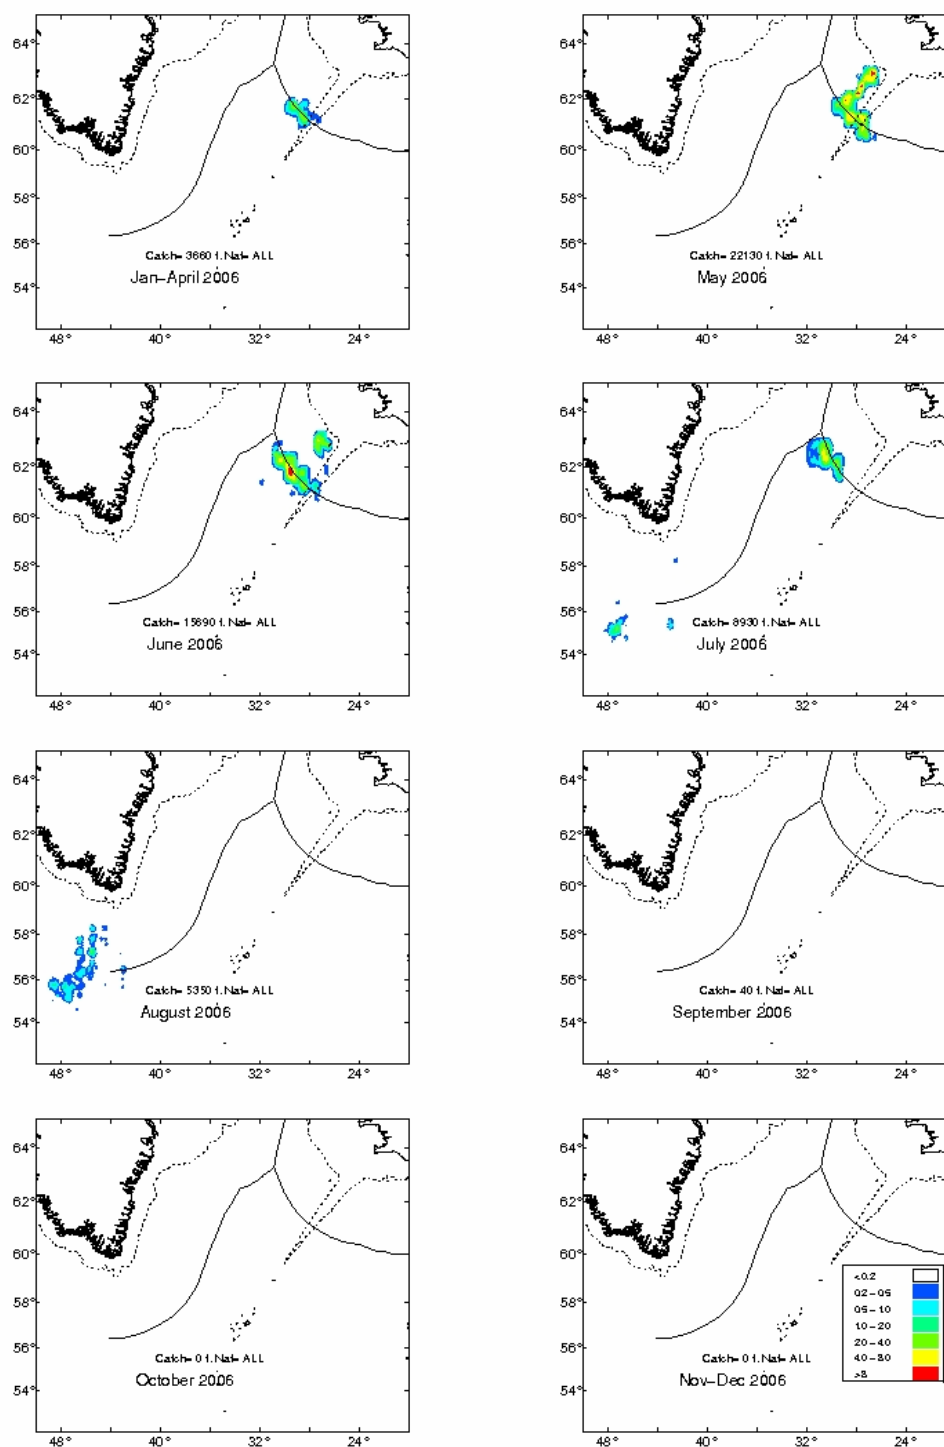 64°
62°
60°
58°
56°
54°
Catch= 3660 t. Nat= ALL
Jan-April 2006
48° 40° 32° 24°
64°
62°
60°
58°
56°
54°
Catch= 22130 t. Nat= ALL
May 2006
48° 40° 32° 24°
64°
62°
60°
58°
56°
54°
Catch= 15690 t. Nat= ALL
June 2006
48° 40° 32° 24°
64°
62°
60°
58°
56°
54°
Catch= 8930 t. Nat= ALL
July 2006
48° 40° 32° 24°
64°
62°
60°
58°
56°
54°
Catch= 5350 t. Nat= ALL
August 2006
48° 40° 32° 24°
64°
62°
60°
58°
56°
54°
Catch= 40 t. Nat= ALL
September 2006
48° 40° 32° 24°
64°
62°
60°
58°
56°
54°
Catch= 0 t. Nat= ALL
October 2006
48° 40° 32° 24°
64°
62°
60°
58°
56°
54°
Catch= 0 t. Nat= ALL
Nov-Dec 2006
48° 40° 32° 24°
<0.2
0.2 - 0.5
0.5 - 1.0
1.0 - 2.0
2.0 - 4.0
4.0 - 8.0
>8